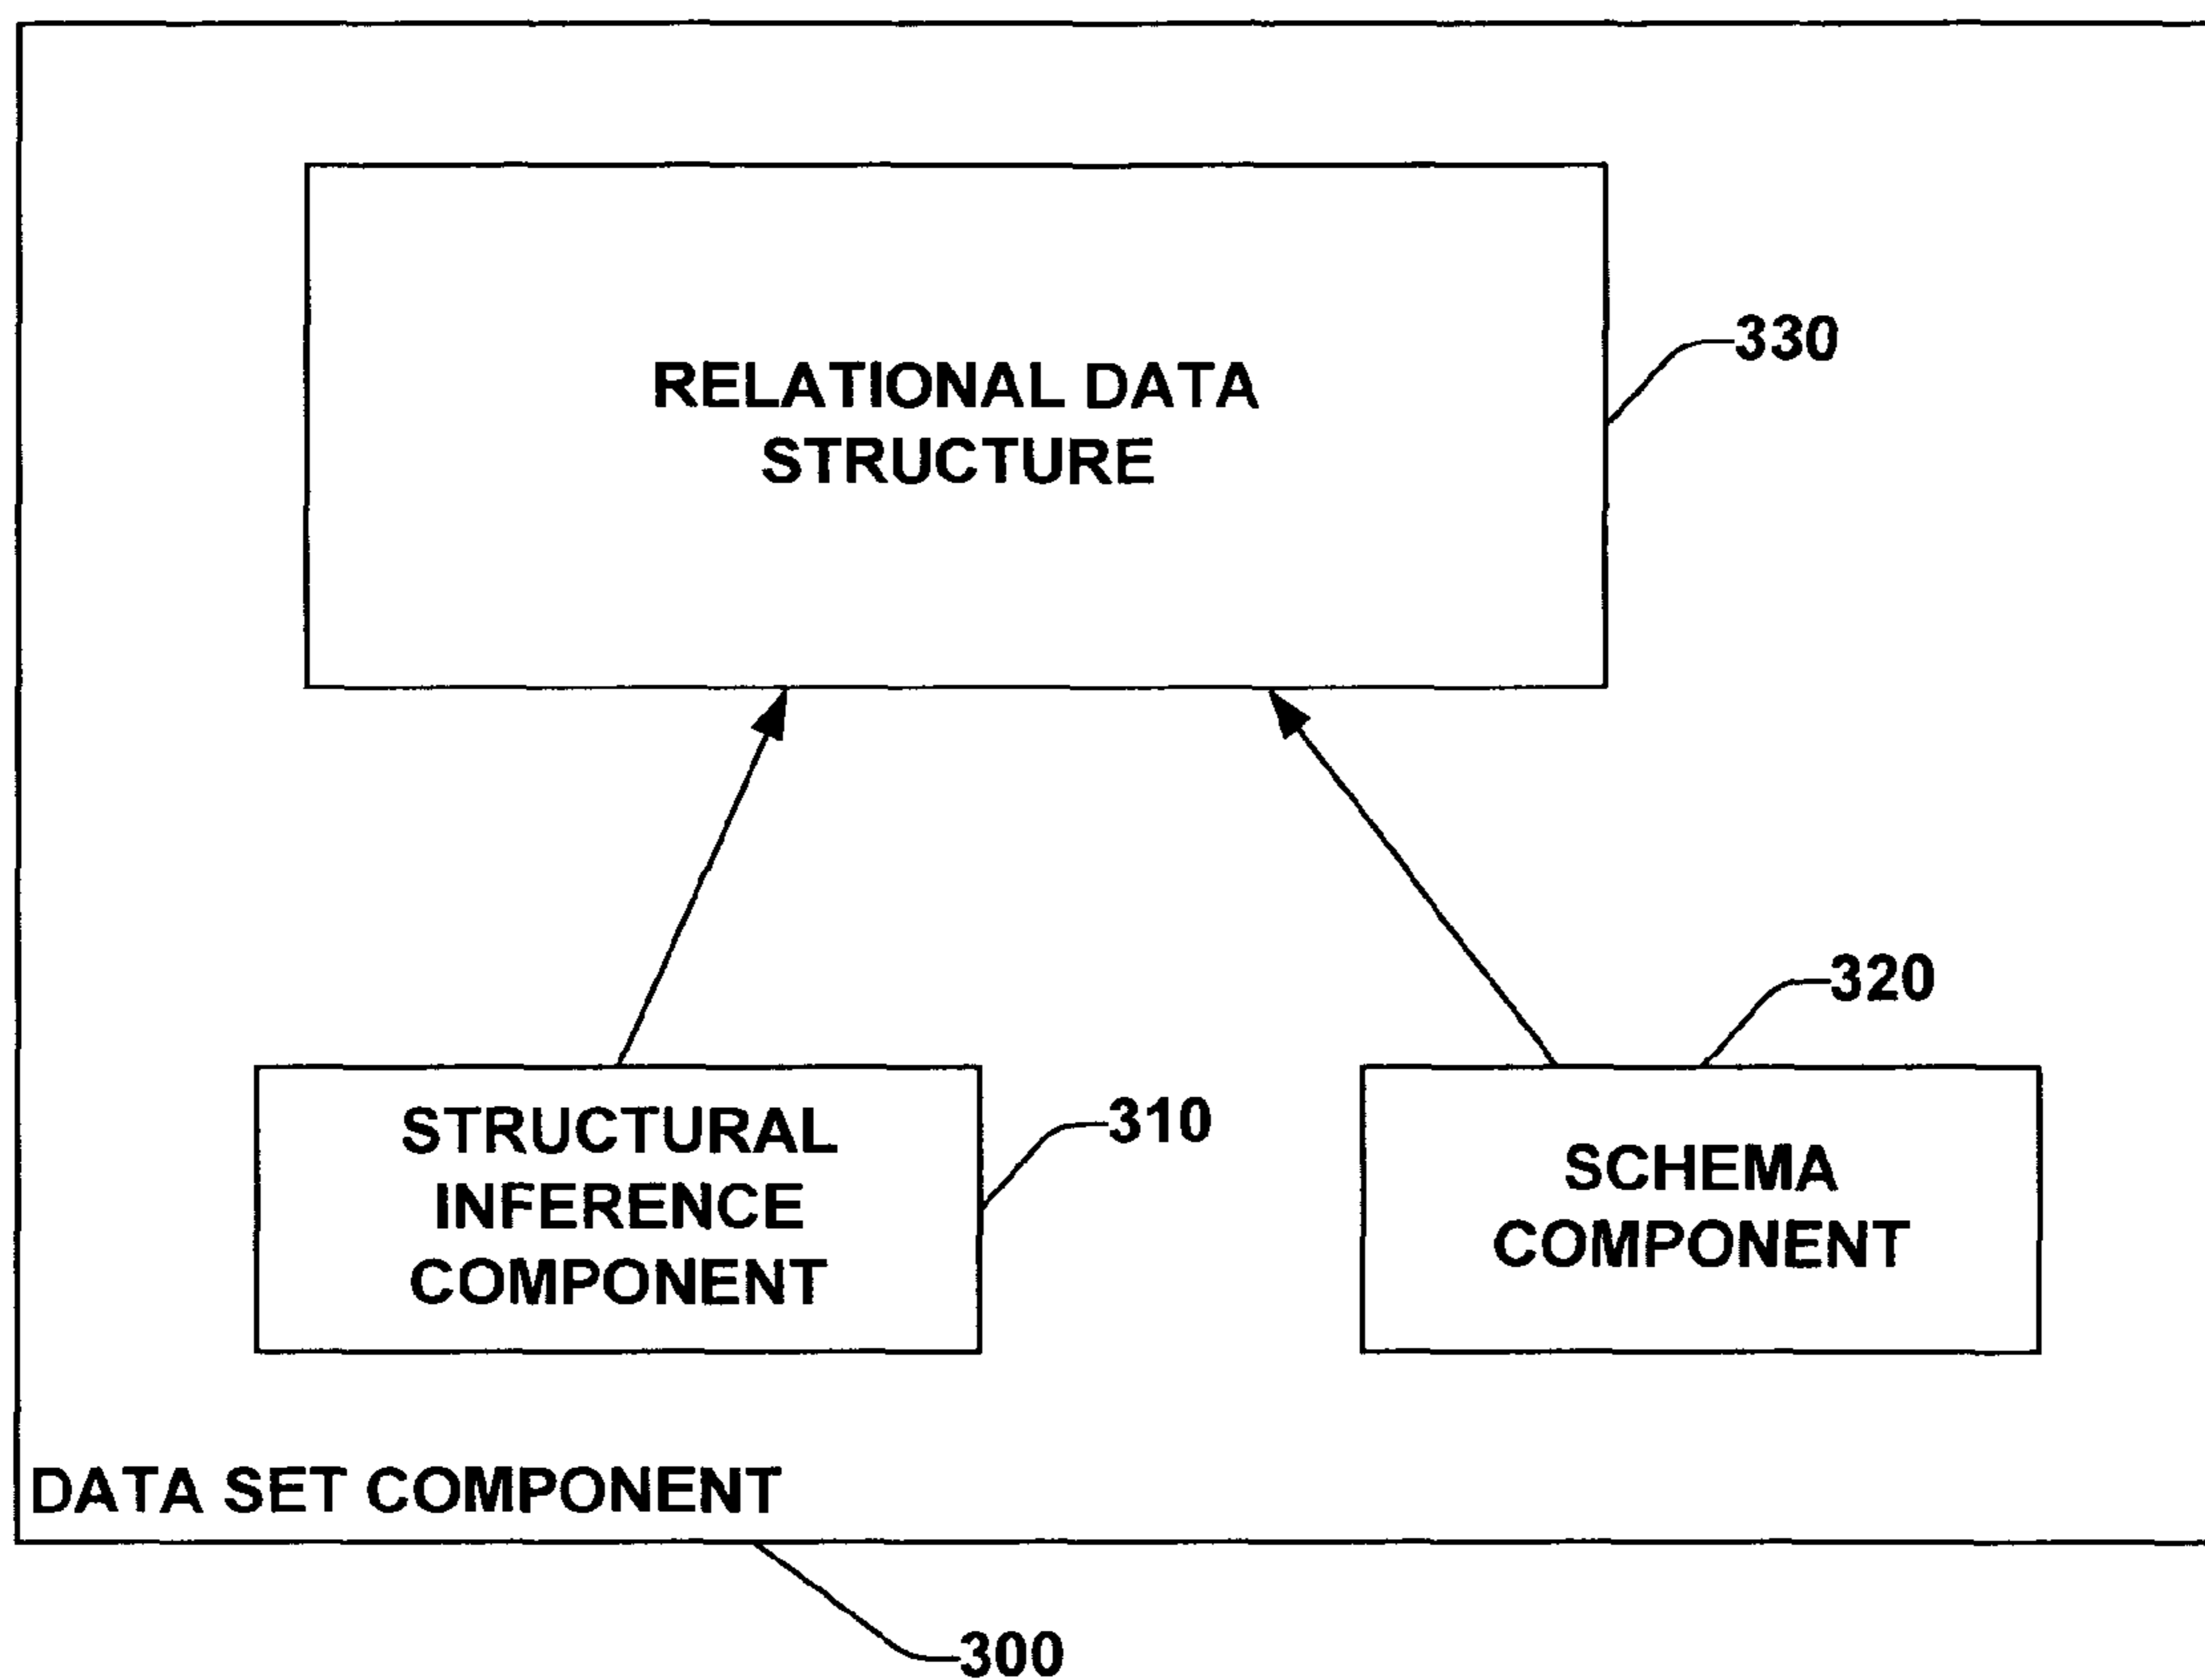 RELATIONAL DATA
STRUCTURE
330
320
STRUCTURAL
INFERENCE
COMPONENT
310
SCHEMA
COMPONENT
DATA SET COMPONENT
300